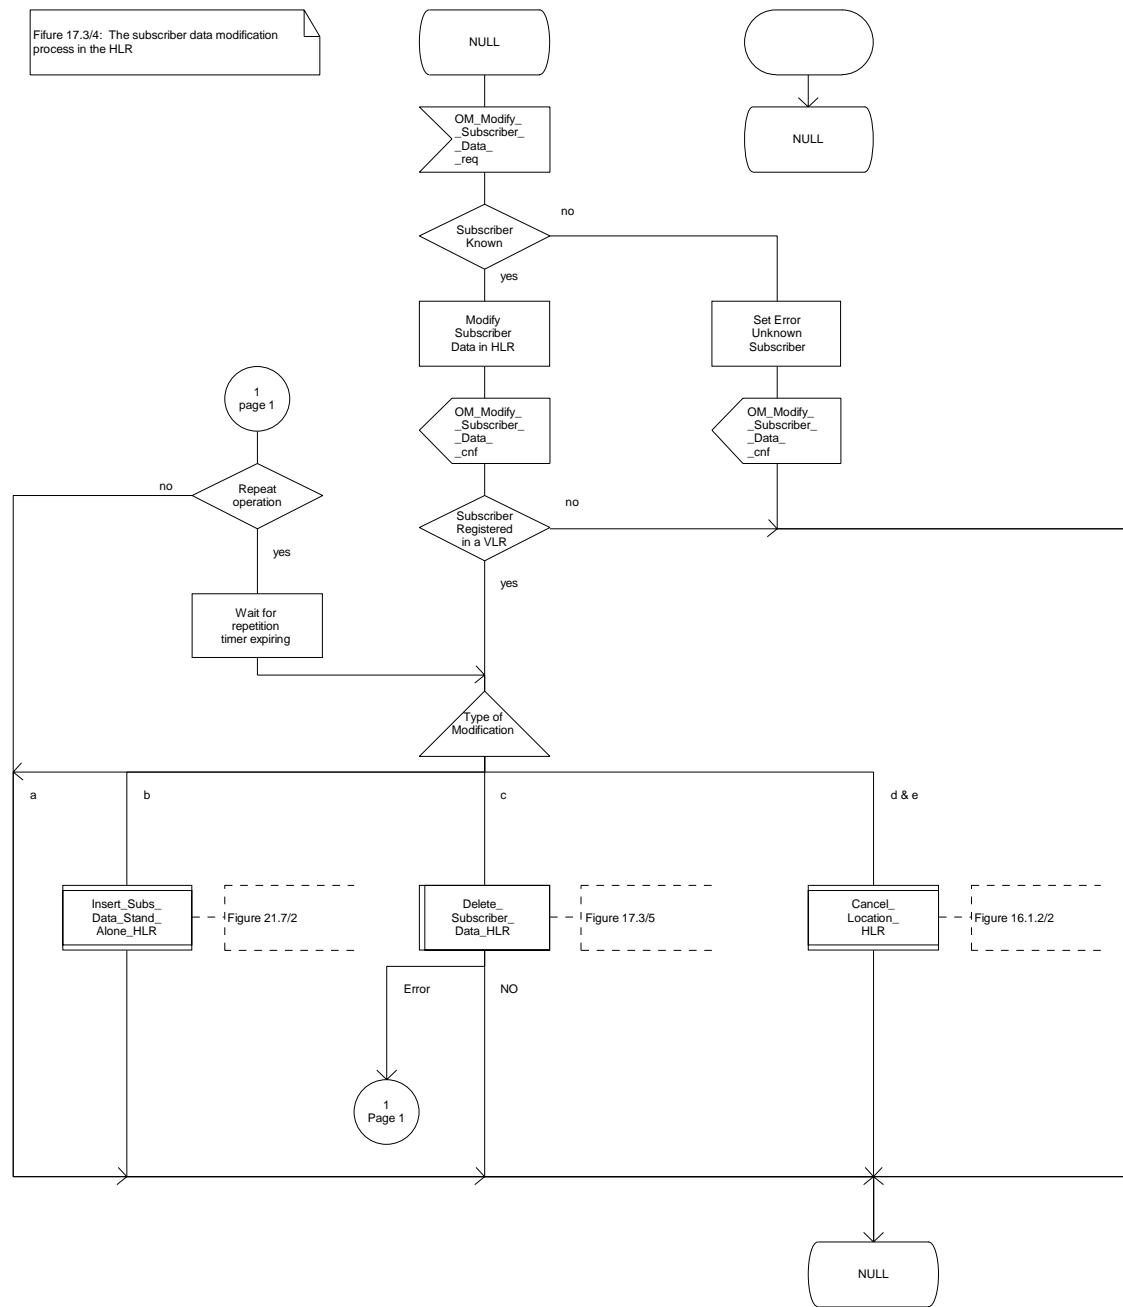 Fifure 17.3/4: The subscriber data modification
process in the HLR
NULL
OM_Modify_
_Subscriber_
_Data_
_req
NULL
Subscriber
Known
no
yes
Modify
Subscriber
Data in HLR
Set Error
Unknown
Subscriber
1
page 1
OM_Modify_
_Subscriber_
_Data_
_cnf
OM_Modify_
_Subscriber_
_Data_
_cnf
Repeat
operation
no
yes
Subscriber
Registered
in a VLR
no
yes
Wait for
repetition
timer expiring
Type of
Modification
a
b
c
d & e
Insert_Subs_
Data_Stand_
Alone_HLR
Figure 21.7/2
Delete_
Subscriber_
Data_HLR
Figure 17.3/5
Cancel_
Location_
HLR
Figure 16.1.2/2
Error
NO
1
Page 1
NULL